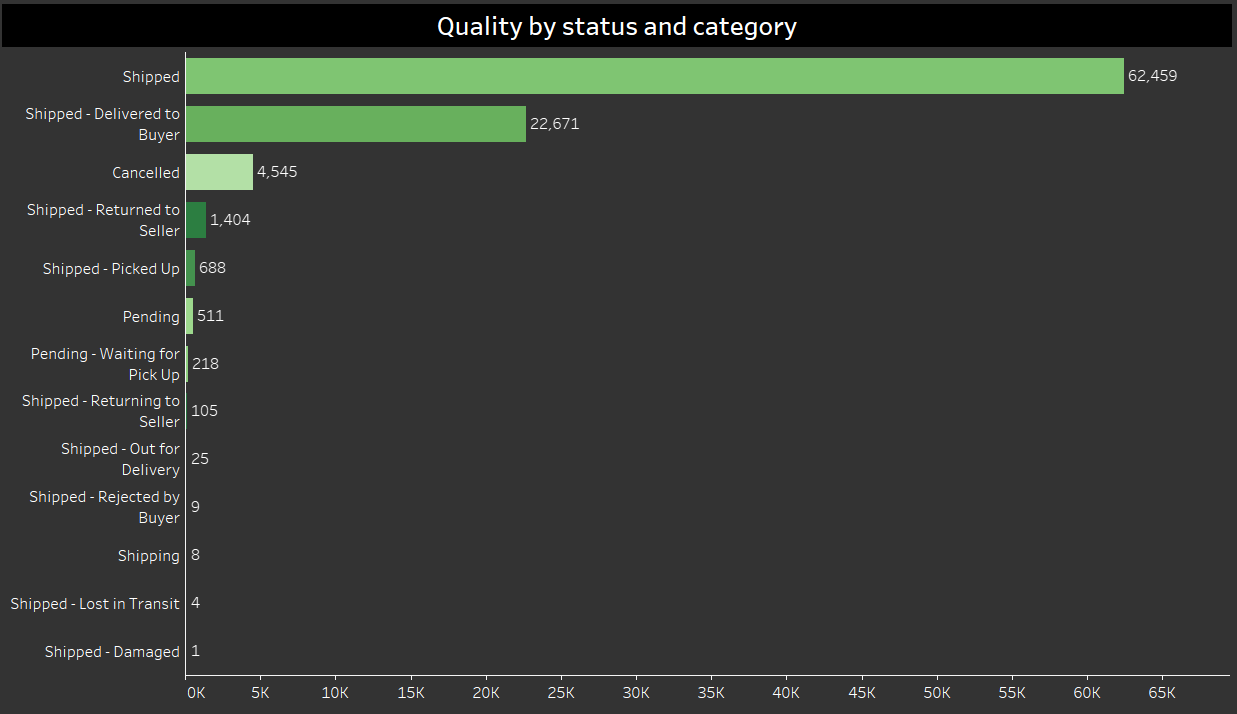 Quality by status and category
Shipped
62,459
Shipped - Delivered to
Buyer
22,671
Cancelled
4,545
Shipped - Returned to
Seller
1,404
Shipped - Picked Up
688
Pending
511
Pending - Waiting for
Pick Up
218
Shipped - Returning to
Seller
105
Shipped - Out for
Delivery
25
Shipped - Rejected by
Buyer
9
Shipping
8
Shipped - Lost in Transit
4
Shipped - Damaged
1
0K 5K 10K 15K 20K 25K 30K 35K 40K 45K 50K 55K 60K 65K